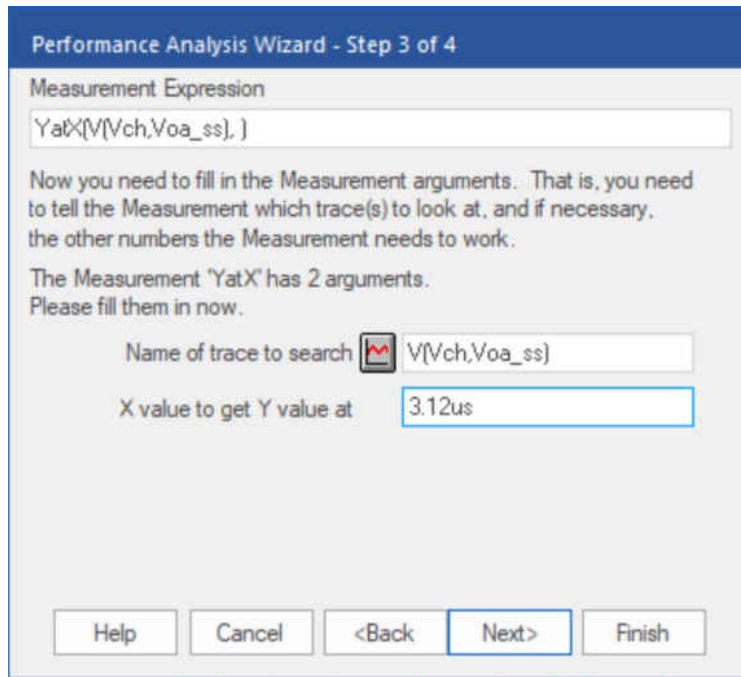 Performance Analysis Wizard - Step 3 of 4
Measurement Expression
YatX(V(Vch,Voa_ss), )
Now you need to fill in the Measurement arguments. That is, you need
to tell the Measurement which trace(s) to look at, and if necessary,
the other numbers the Measurement needs to work.
The Measurement 'YatX' has 2 arguments.
Please fill them in now.
Name of trace to search V(Vch,Voa_ss)
X value to get Y value at 3.12us
Help Cancel <Back Next> Finish